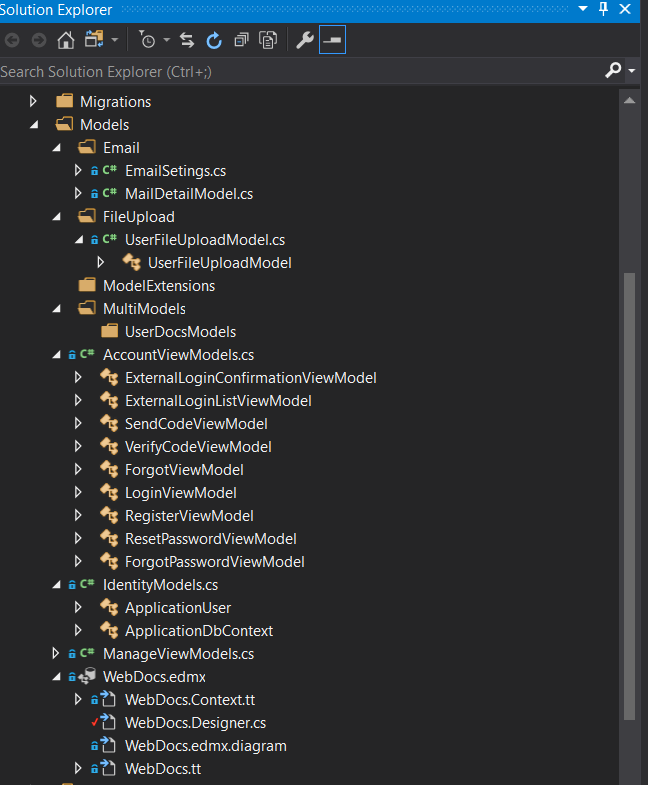 Solution Explorer
Search Solution Explorer (Ctrl+;)
Migrations
Models
Email
C# EmailSetings.cs
C# MailDetailModel.cs
FileUpload
C# UserFileUploadModel.cs
UserFileUploadModel
ModelExtensions
MultiModels
UserDocsModels
C# AccountViewModels.cs
ExternalLoginConfirmationViewModel
ExternalLoginListViewModel
SendCodeViewModel
VerifyCodeViewModel
ForgotViewModel
LoginViewModel
RegisterViewModel
ResetPasswordViewModel
ForgotPasswordViewModel
C# IdentityModels.cs
ApplicationUser
ApplicationDbContext
C# ManageViewModels.cs
WebDocs.edmx
WebDocs.Context.tt
WebDocs.Designer.cs
WebDocs.edmx.diagram
WebDocs.tt